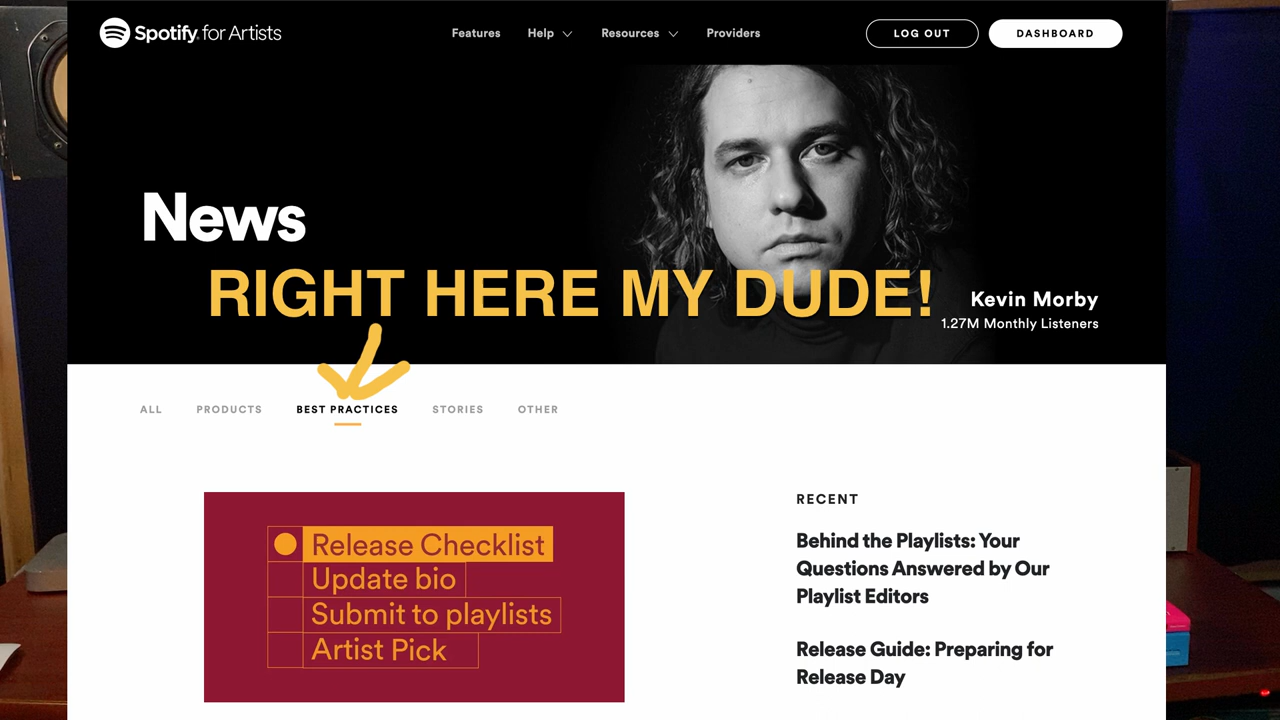 Spotify for Artists
Features
Help
Resources
Providers
LOG OUT
DASHBOARD
News
RIGHT HERE MY DUDE!
Kevin Morby
1.27M Monthly Listeners
ALL
PRODUCTS
BEST PRACTICES
STORIES
OTHER
Release Checklist
Update bio
Submit to playlists
Artist Pick
RECENT
Behind the Playlists: Your
Questions Answered by Our
Playlist Editors
Release Guide: Preparing for
Release Day